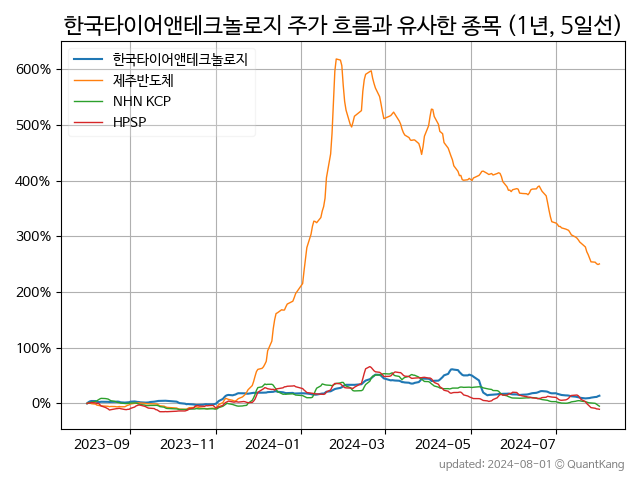 한국타이어앤테크놀로지 주가 흐름과 유사한 종목 (1년, 5일선)
한국타이어앤테크놀로지
제주반도체
NHN KCP
HPSP
600%
500%
400%
300%
200%
100%
0%
2023-09 2023-11 2024-01 2024-03 2024-05 2024-07
updated: 2024-08-01 © QuantKang